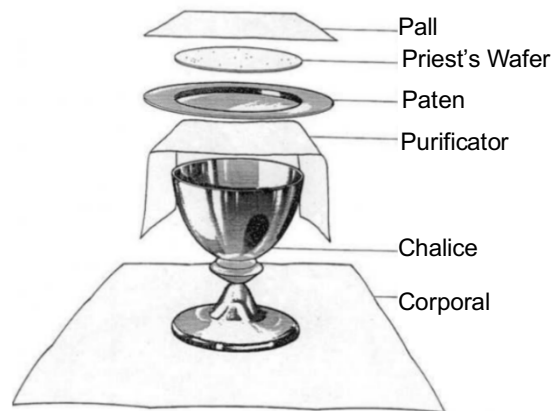 Pall
Priest's Wafer
Paten
Purificator
Chalice
Corporal